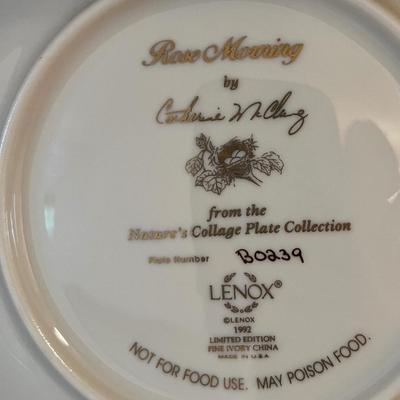 Rose Morning
by
Catherine McClung
from the
Nature's Collage Plate Collection
Plate Number B0239
LENOX®
©LENOX
1992
LIMITED EDITION
FINE IVORY CHINA
MADE IN U.S.A.
NOT FOR FOOD USE. MAY POISON FOOD.